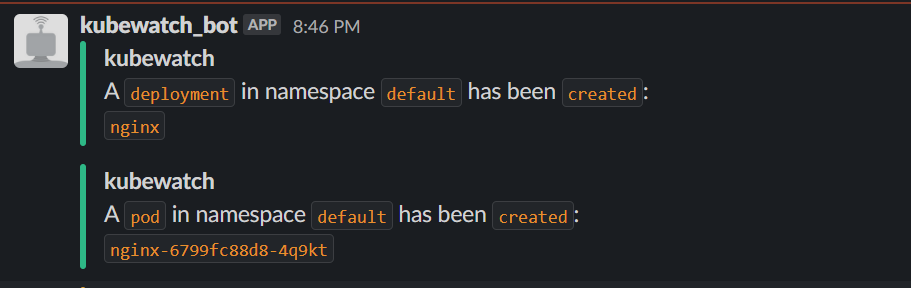 kubewatch_bot APP 8:46 PM
kubewatch
A deployment in namespace default has been created:
nginx
kubewatch
A pod in namespace default has been created:
nginx-6799fc88d8-4q9kt